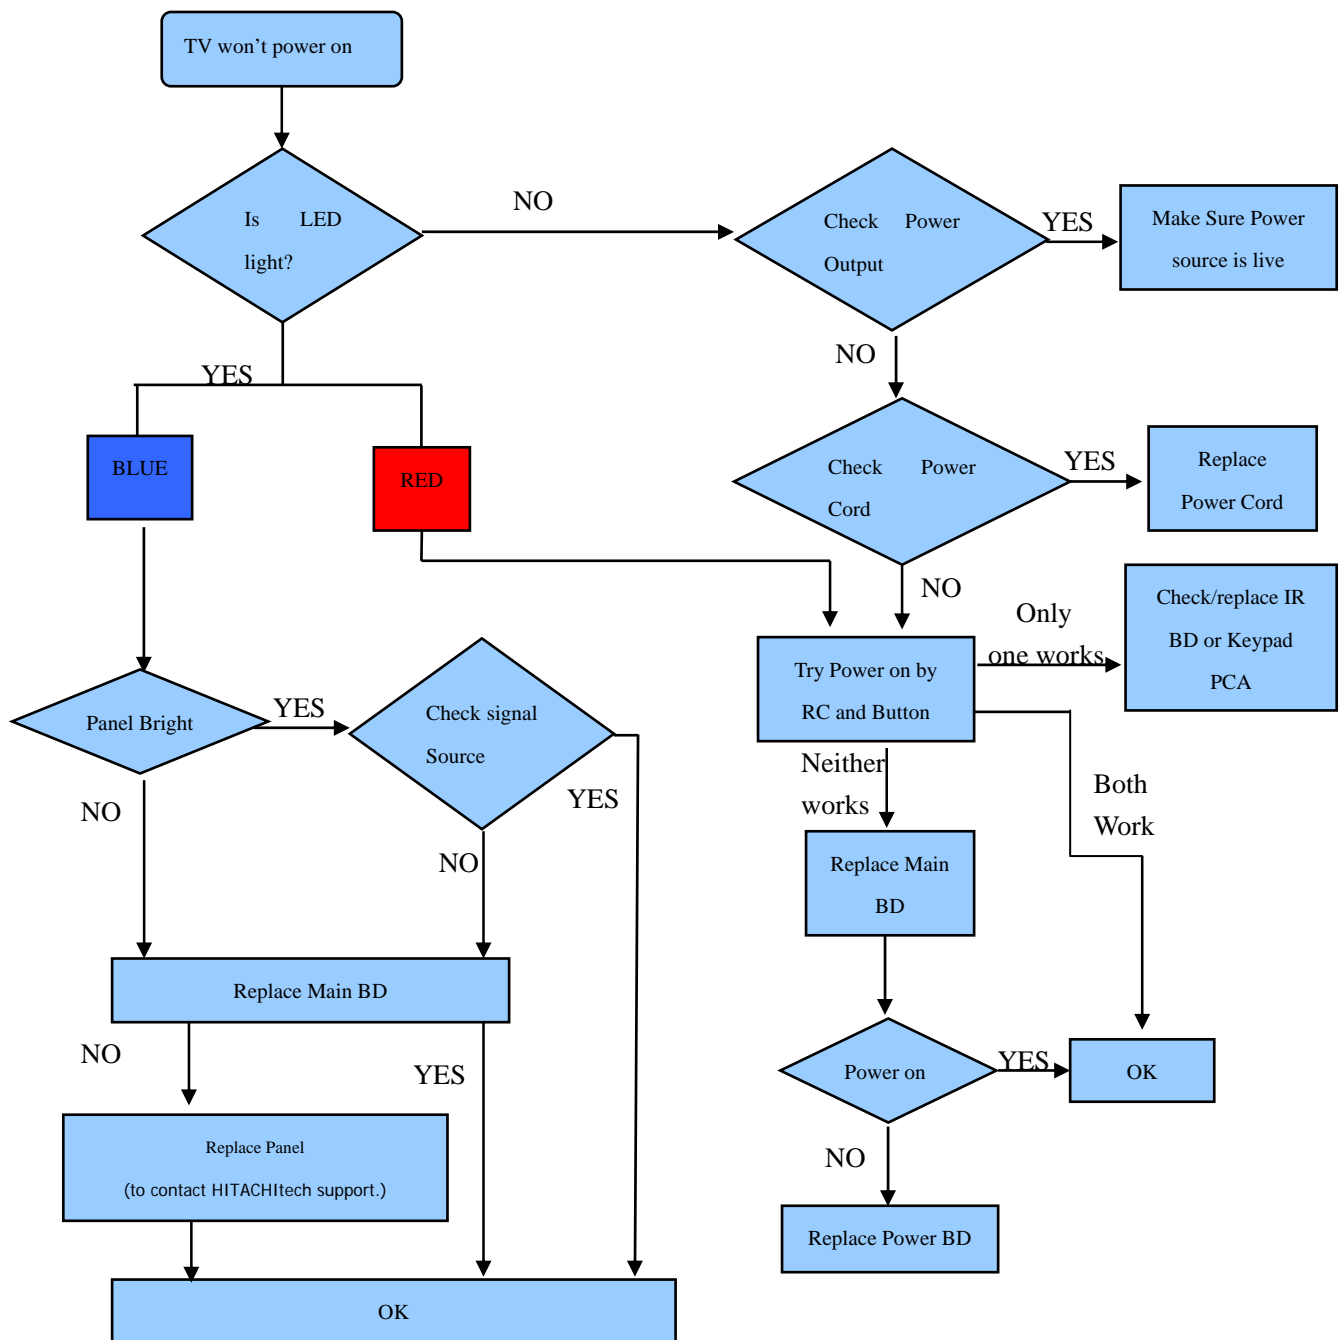 TV won’t power on
Is LED
light?
NO
Check Power
Output
YES
Make Sure Power
source is live
YES
NO
BLUE
RED
Check Power
Cord
YES
Replace
Power Cord
NO
Only
one works
Check/replace IR
BD or Keypad
PCA
Try Power on by
RC and Button
Panel Bright
YES
Check signal
Source
NO
YES
NO
Neither
works
Both
Work
Replace Main
BD
Replace Main BD
NO
YES
Power on
YES
OK
Replace Panel
(to contact HITACHItech support.)
NO
Replace Power BD
OK